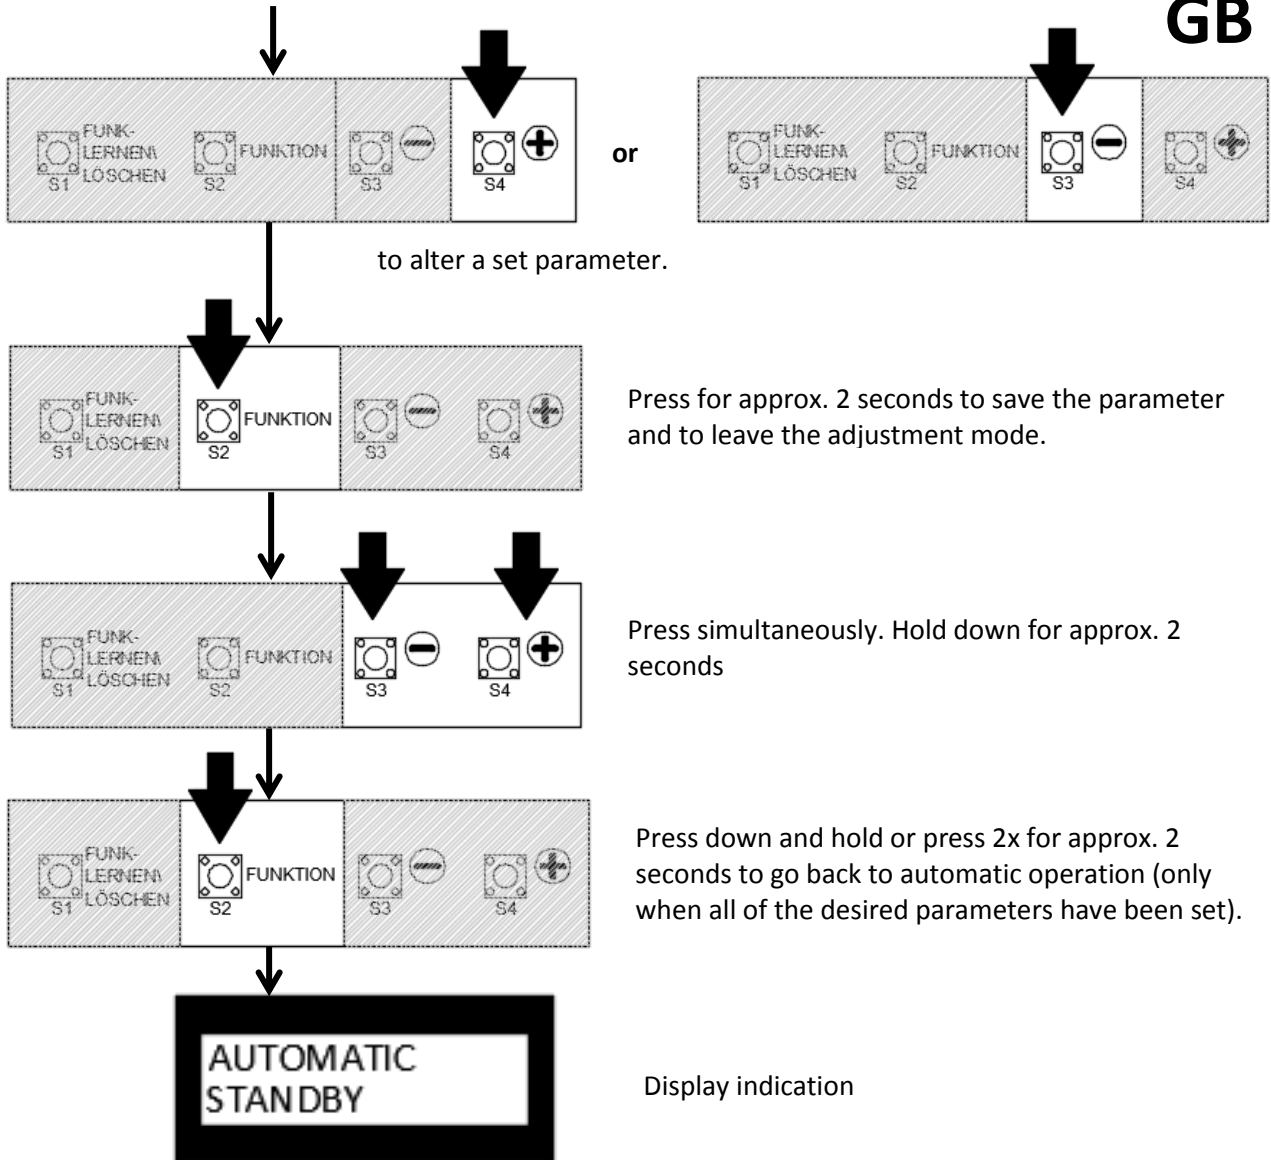 GB
FUNK-
LERNEN\
LÖSCHEN
S1
S2
FUNKTION
S3
S4
or
FUNK-
LERNEN\
LÖSCHEN
S1
S2
FUNKTION
S3
S4
to alter a set parameter.
FUNK-
LERNEN\
LÖSCHEN
S1
S2
FUNKTION
S3
S4
Press for approx. 2 seconds to save the parameter
and to leave the adjustment mode.
FUNK-
LERNEN\
LÖSCHEN
S1
S2
FUNKTION
S3
S4
Press simultaneously. Hold down for approx. 2
seconds
FUNK-
LERNEN\
LÖSCHEN
S1
S2
FUNKTION
S3
S4
Press down and hold or press 2x for approx. 2
seconds to go back to automatic operation (only
when all of the desired parameters have been set).
AUTOMATIC
STANDBY
Display indication